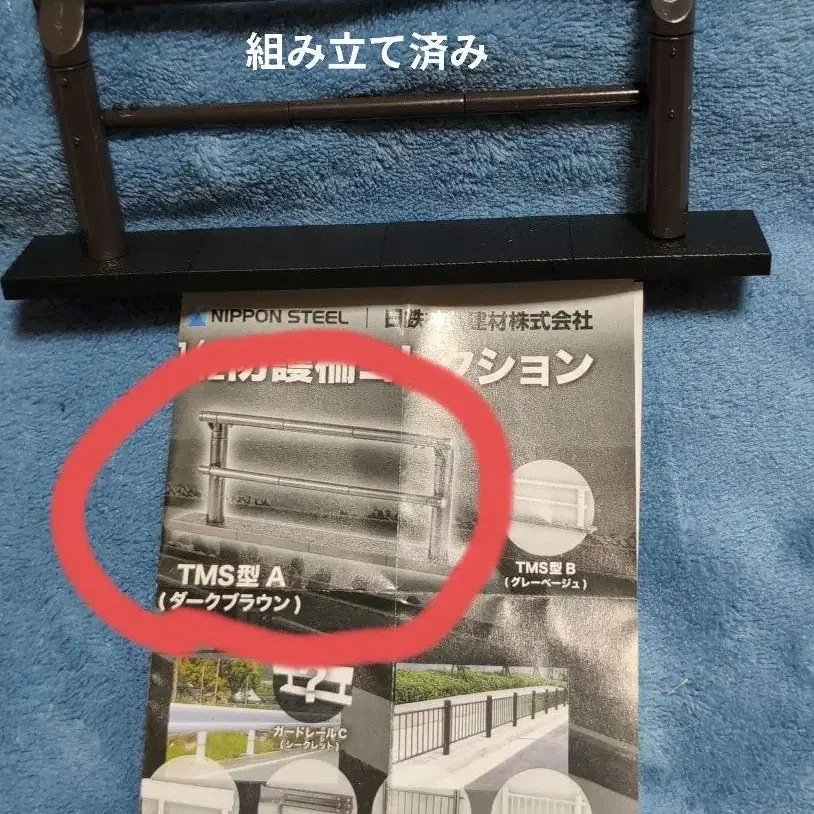 組み立て済み
NIPPON STEEL
建材株式会社
クション
TMS型 A
(ダークブラウン)
TMS型 B
(グレーベージュ)
ガードレールC
(シークレット)